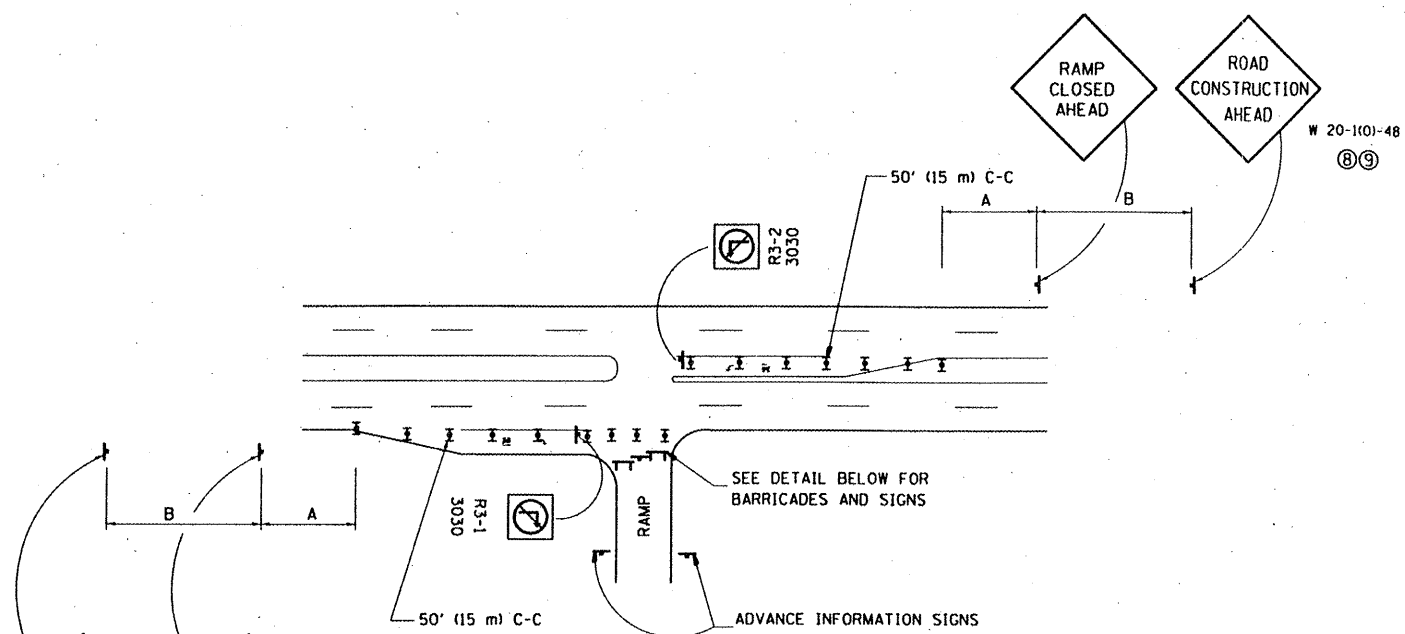 RAMP
CLOSED
AHEAD
ROAD
CONSTRUCTION
AHEAD
W 20-1(O)-48
⑧⑨
50' (15 m) C-C
A
B
R3-2
3030
SEE DETAIL BELOW FOR
BARRICADES AND SIGNS
B
A
R3-1
3030
RAMP
50' (15 m) C-C
ADVANCE INFORMATION SIGNS